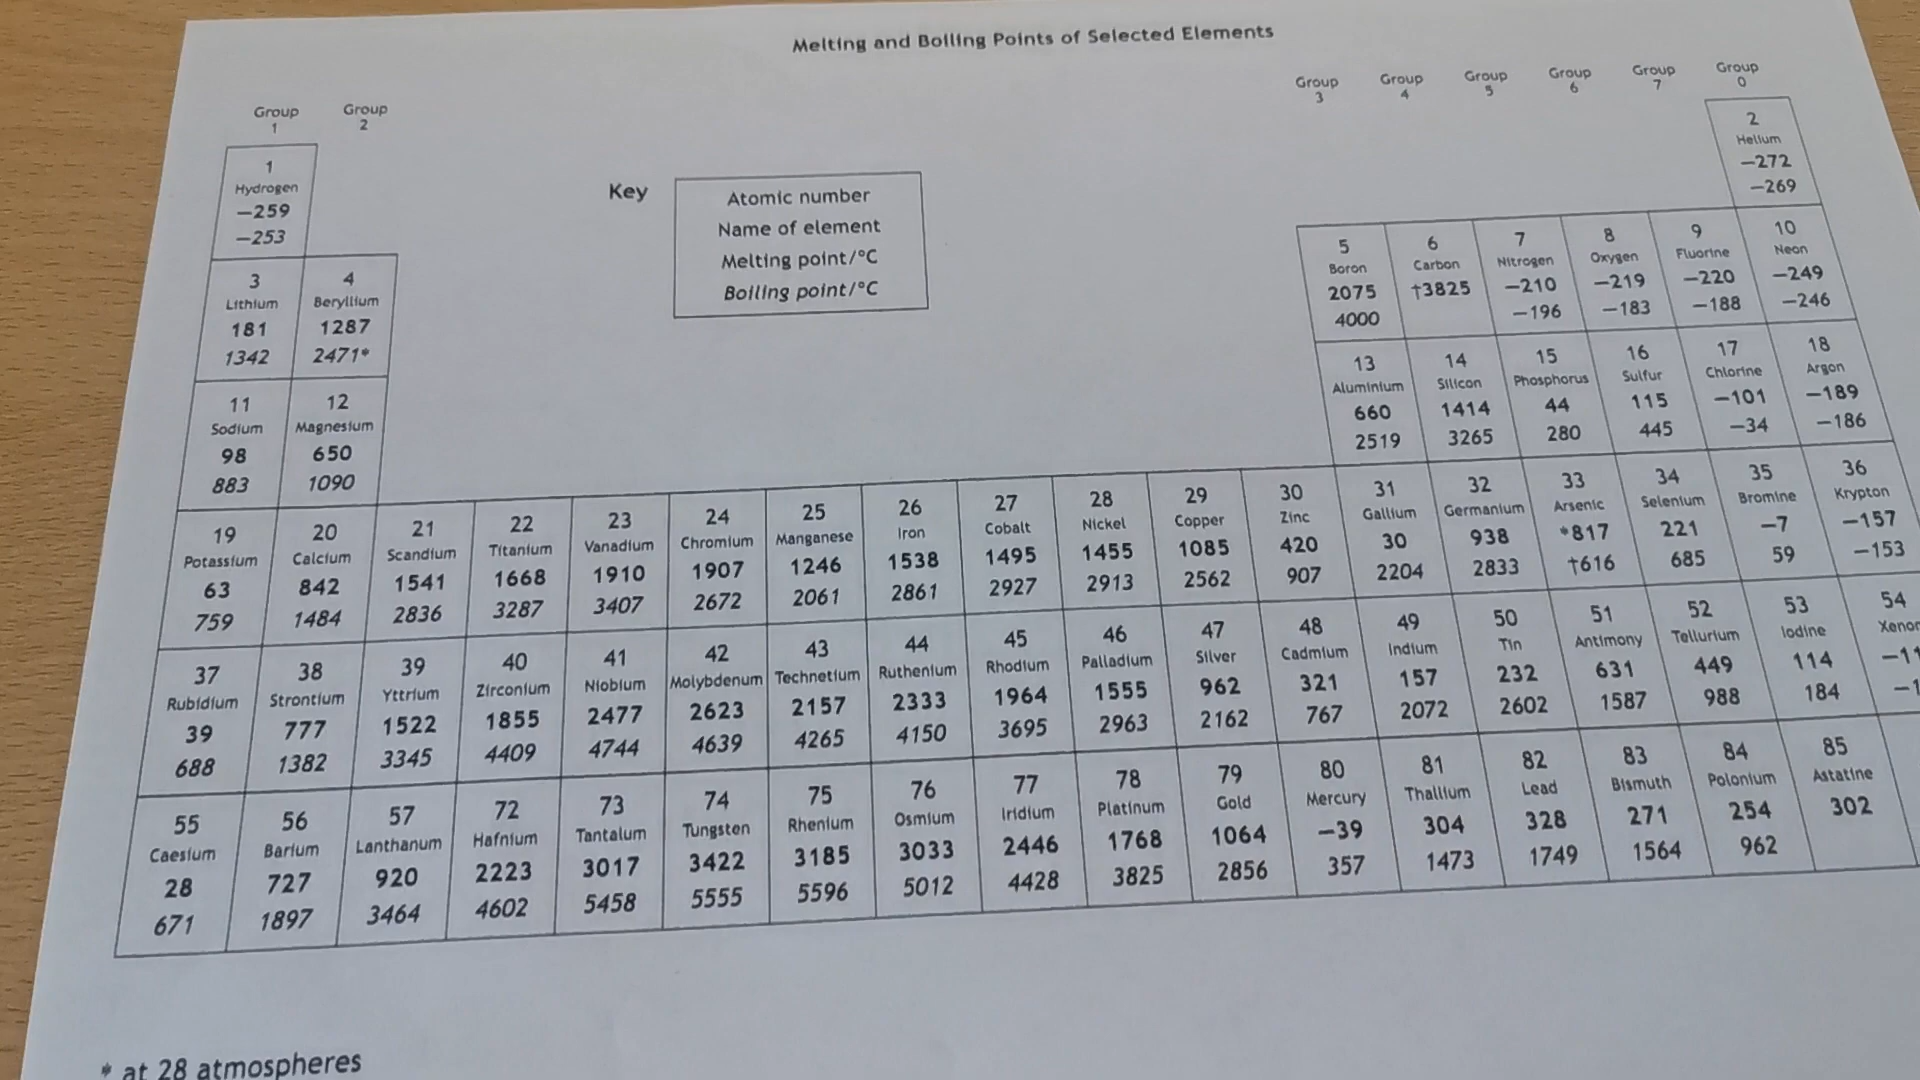 Melting and Boiling Points of Selected Elements
Group 1
Group 2
Group 3
Group 4
Group 5
Group 6
Group 7
Group 0
Key
Atomic number
Name of element
Melting point/°C
Boiling point/°C
1
Hydrogen
−259
−253
2
Helium
−272
−269
3
Lithium
181
1342
4
Beryllium
1287
2471*
5
Boron
2075
4000
6
Carbon
†3825
7
Nitrogen
−210
−196
8
Oxygen
−219
−183
9
Fluorine
−220
−188
10
Neon
−249
−246
11
Sodium
98
883
12
Magnesium
650
1090
13
Aluminium
660
2519
14
Silicon
1414
3265
15
Phosphorus
44
280
16
Sulfur
115
445
17
Chlorine
−101
−34
18
Argon
−189
−186
19
Potassium
63
759
20
Calcium
842
1484
21
Scandium
1541
2836
22
Titanium
1668
3287
23
Vanadium
1910
3407
24
Chromium
1907
2672
25
Manganese
1246
2061
26
Iron
1538
2861
27
Cobalt
1495
2927
28
Nickel
1455
2913
29
Copper
1085
2562
30
Zinc
420
907
31
Gallium
30
2204
32
Germanium
938
2833
33
Arsenic
*817
†616
34
Selenium
221
685
35
Bromine
−7
59
36
Krypton
−157
−153
37
Rubidium
39
688
38
Strontium
777
1382
39
Yttrium
1522
3345
40
Zirconium
1855
4409
41
Niobium
2477
4744
42
Molybdenum
2623
4639
43
Technetium
2157
4265
44
Ruthenium
2333
4150
45
Rhodium
1964
3695
46
Palladium
1555
2963
47
Silver
962
2162
48
Cadmium
321
767
49
Indium
157
2072
50
Tin
232
2602
51
Antimony
631
1587
52
Tellurium
449
988
53
Iodine
114
184
54
55
Caesium
28
671
56
Barium
727
1897
57
Lanthanum
920
3464
72
Hafnium
2223
4602
73
Tantalum
3017
5458
74
Tungsten
3422
5555
75
Rhenium
3185
5596
76
Osmium
3033
5012
77
Iridium
2446
4428
78
Platinum
1768
3825
79
Gold
1064
2856
80
Mercury
−39
357
81
Thallium
304
1473
82
Lead
328
1749
83
Bismuth
271
1564
84
Polonium
254
962
85
Astatine
302
* at 28 atmospheres